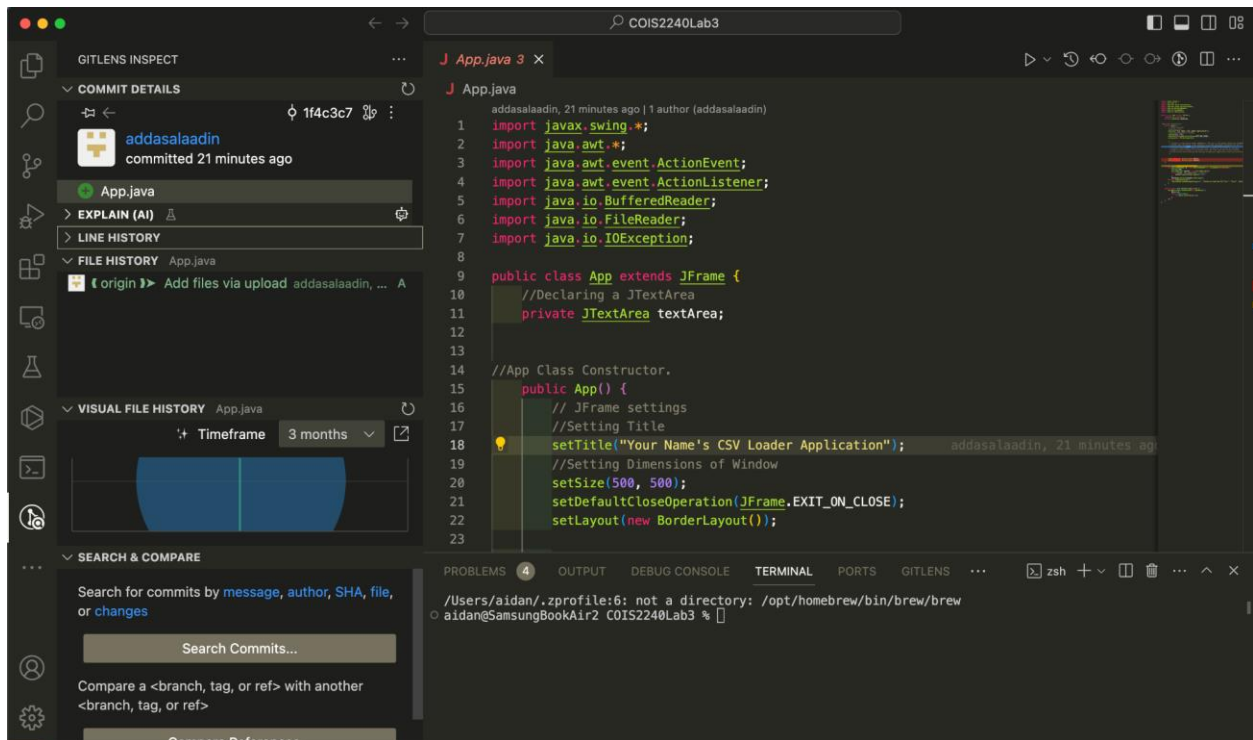 COIS2240Lab3
GITLENS INSPECT
COMMIT DETAILS
1f4c3c7
addasalaadin
committed 21 minutes ago
App.java
EXPLAIN (AI)
LINE HISTORY
FILE HISTORY App.java
origin Add files via upload addasalaadin, ... A
VISUAL FILE HISTORY App.java
Timeframe 3 months
SEARCH & COMPARE
Search for commits by message, author, SHA, file,
or changes
Search Commits...
Compare a <branch, tag, or ref> with another
<branch, tag, or ref>
J App.java 3
J App.java
addasalaadin, 21 minutes ago | 1 author (addasalaadin)
1 import javax.swing.*;
2 import java.awt.*;
3 import java.awt.event.ActionEvent;
4 import java.awt.event.ActionListener;
5 import java.io.BufferedReader;
6 import java.io.FileReader;
7 import java.io.IOException;
8
9 public class App extends JFrame {
10 //Declaring a JTextArea
11 private JTextArea textArea;
12
13
14 //App Class Constructor.
15 public App() {
16 // JFrame settings
17 //Setting Title
18 setTitle("Your Name's CSV Loader Application"); addasalaadin, 21 minutes ago
19 //Setting Dimensions of Window
20 setSize(500, 500);
21 setDefaultCloseOperation(JFrame.EXIT_ON_CLOSE);
22 setLayout(new BorderLayout());
23
PROBLEMS 4 OUTPUT DEBUG CONSOLE TERMINAL PORTS GITLENS ... zsh
/Users/aidan/.zprofile:6: not a directory: /opt/homebrew/bin/brew/brew
aidan@SamsungBookAir2 COIS2240Lab3 %